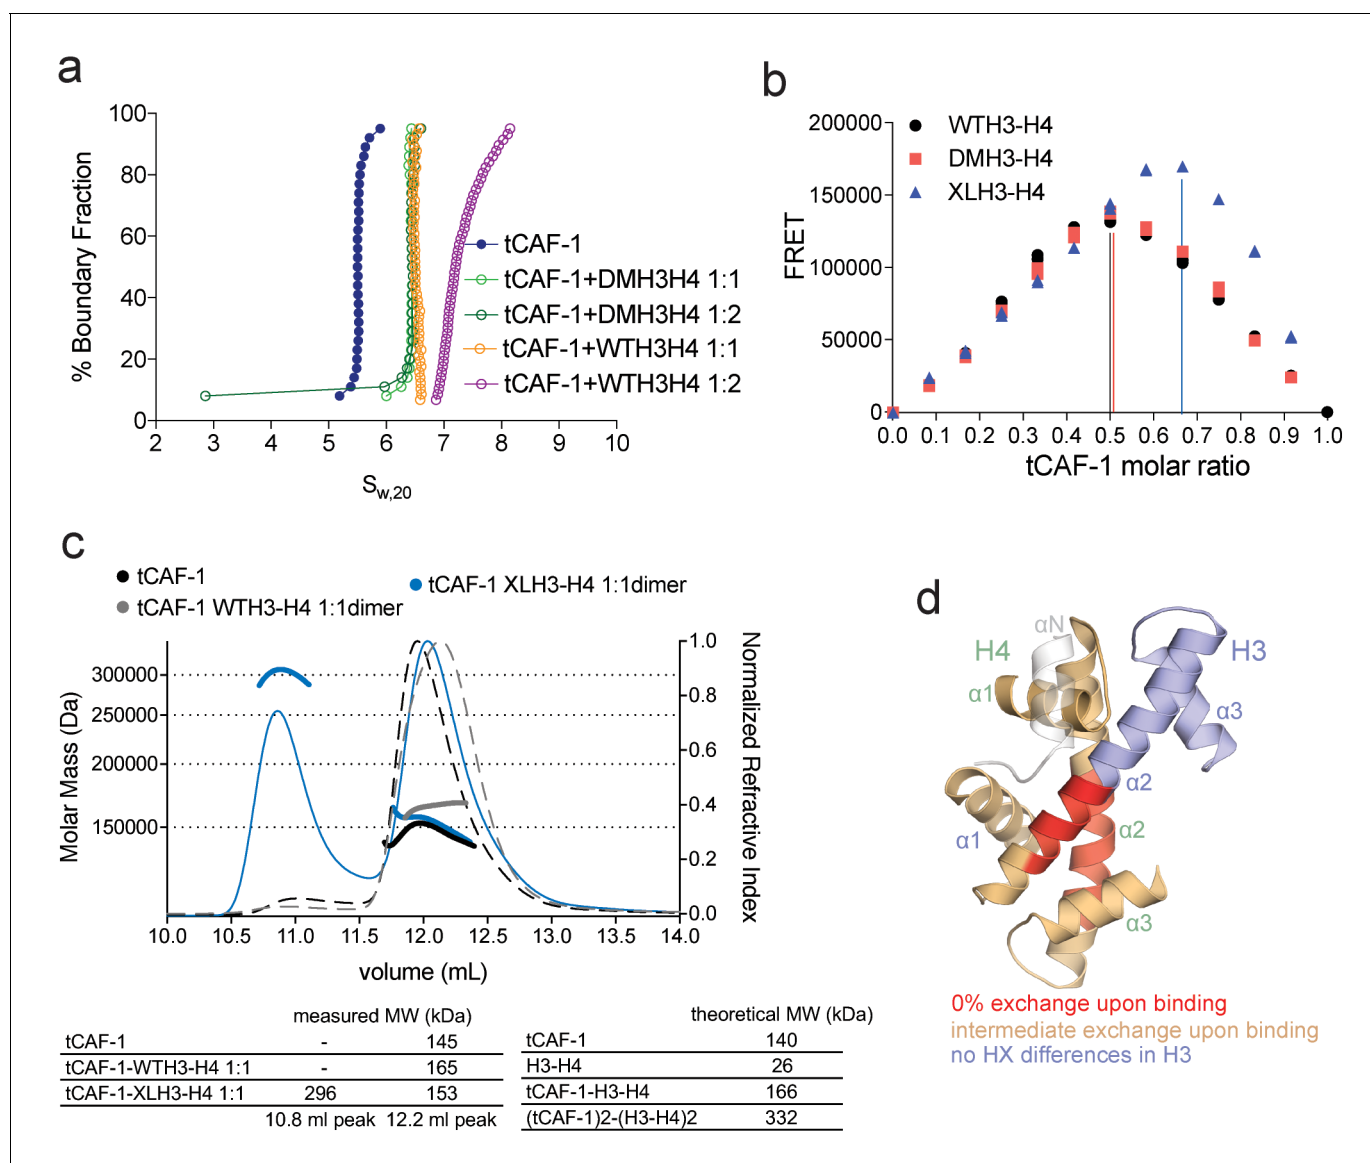 a
100
80
60
40
20
0
% Boundary Fraction
2 3 4 5 6 7 8 9 10
Sw,20
tCAF-1
tCAF-1+DMH3H4 1:1
tCAF-1+DMH3H4 1:2
tCAF-1+WTH3H4 1:1
tCAF-1+WTH3H4 1:2
b
200000
150000
100000
50000
0
FRET
WTH3-H4
DMH3-H4
XLH3-H4
0.0 0.1 0.2 0.3 0.4 0.5 0.6 0.7 0.8 0.9 1.0
tCAF-1 molar ratio
c
tCAF-1
tCAF-1 WTH3-H4 1:1dimer
tCAF-1 XLH3-H4 1:1dimer
300000
250000
200000
150000
Molar Mass (Da)
1.0
0.8
0.6
0.4
0.2
0.0
Normalized Refractive Index
10.0 10.5 11.0 11.5 12.0 12.5 13.0 13.5 14.0
volume (mL)
measured MW (kDa)
tCAF-1 - 145
tCAF-1-WTH3-H4 1:1 - 165
tCAF-1-XLH3-H4 1:1 296 153
10.8 ml peak 12.2 ml peak
theoretical MW (kDa)
tCAF-1 140
H3-H4 26
tCAF-1-H3-H4 166
(tCAF-1)2-(H3-H4)2 332
d
αN
H4
H3
α1
α3
α2
α1
α2
α3
0% exchange upon binding
intermediate exchange upon binding
no HX differences in H3